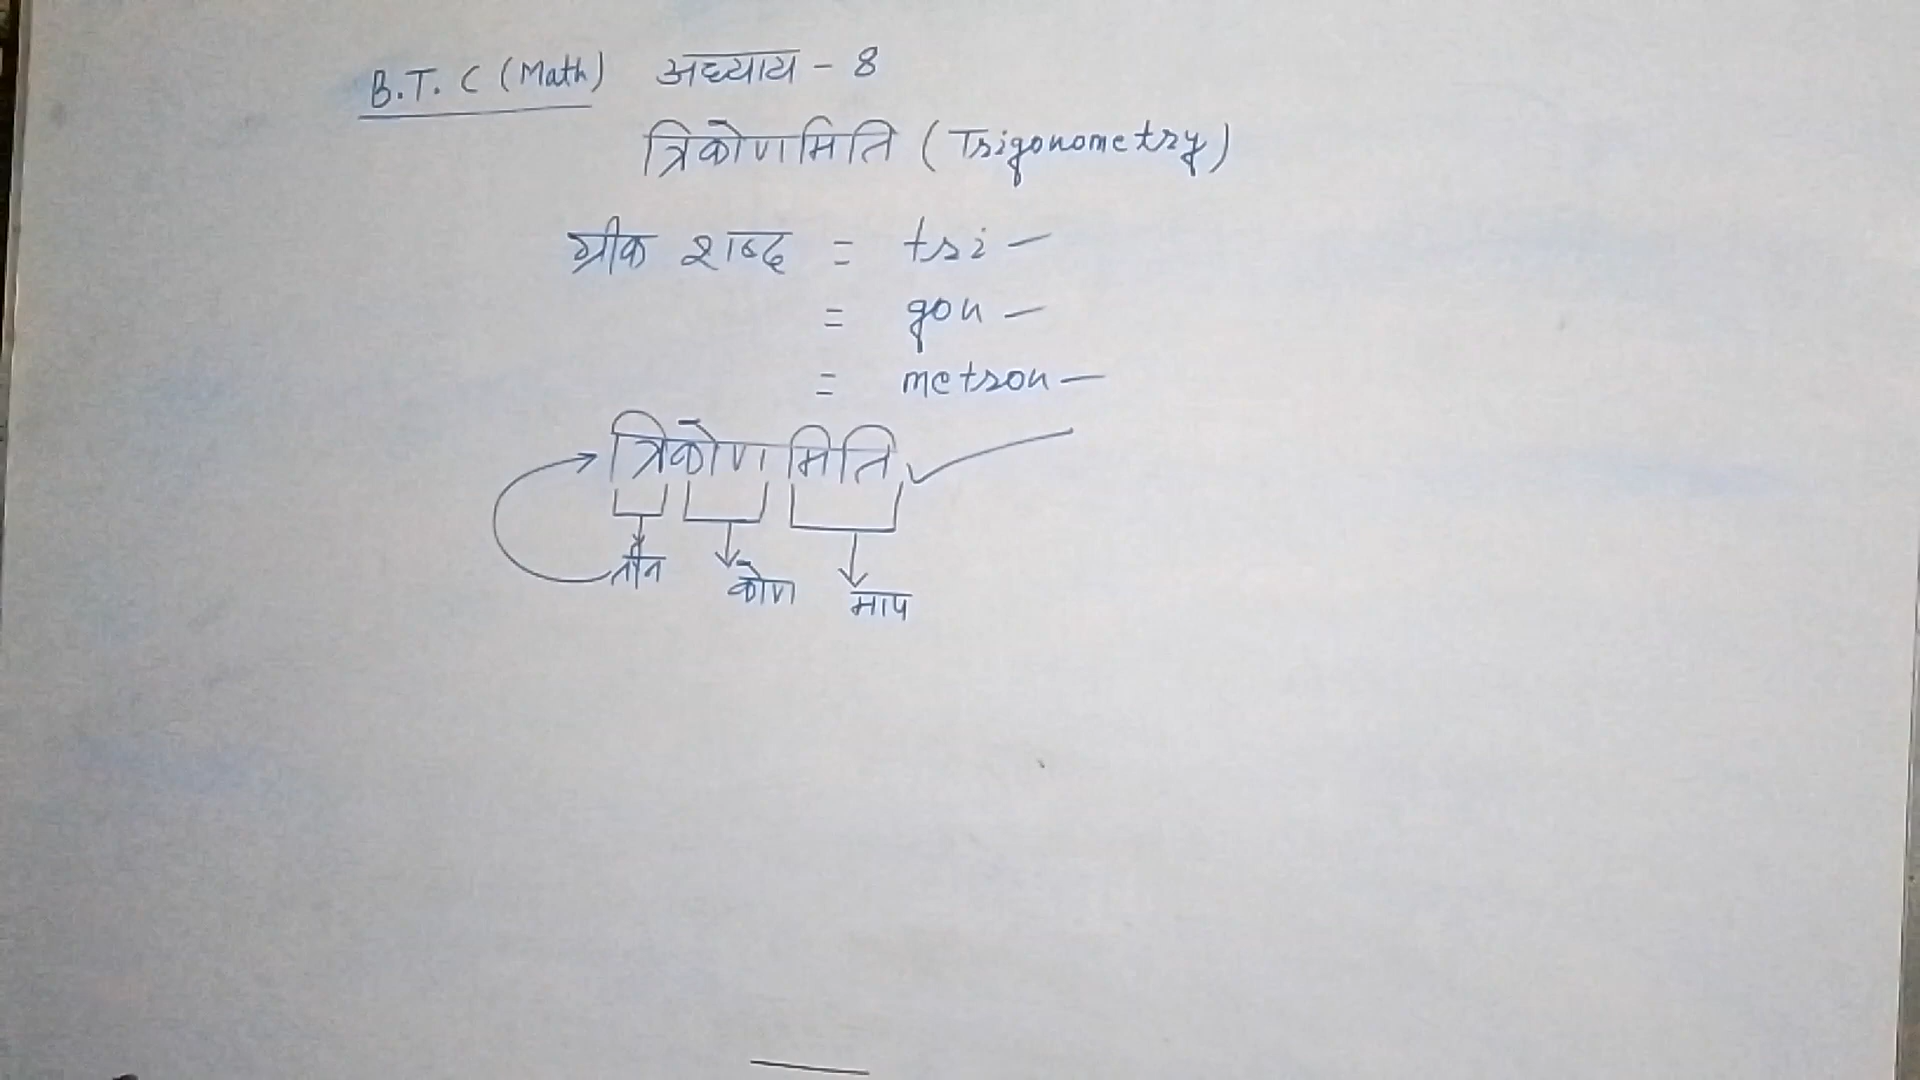 B.T.C (Math) अध्याय - 8
त्रिकोणमिति (Trigonometry)
ग्रीक शब्द = tri -
= gon -
= metron -
त्रिकोणमिति
तीन कोण माप